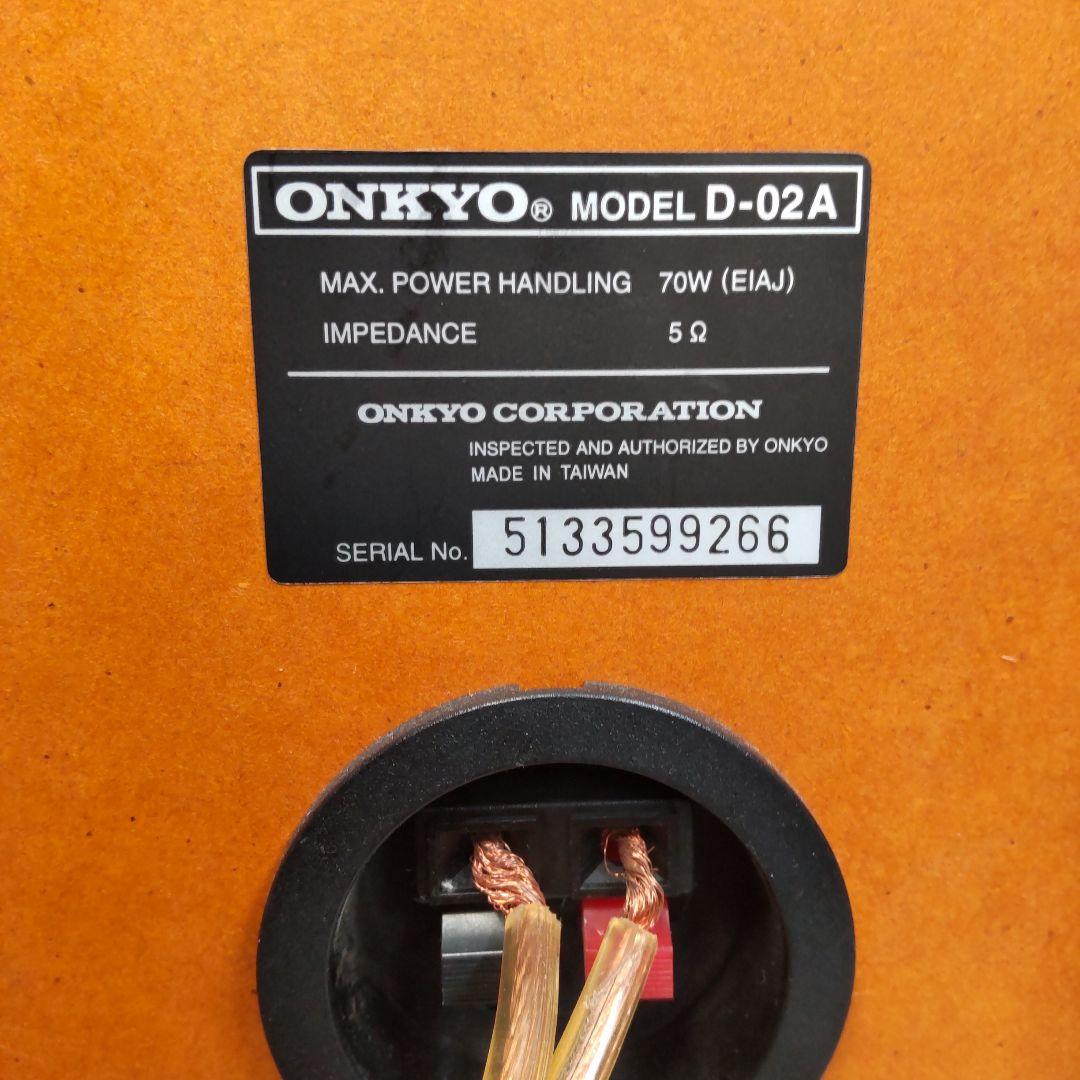 ONKYO® MODEL D-02A
MAX. POWER HANDLING 70W (EIAJ)
IMPEDANCE 5 Ω
ONKYO CORPORATION
INSPECTED AND AUTHORIZED BY ONKYO
MADE IN TAIWAN
SERIAL No. 5133599266